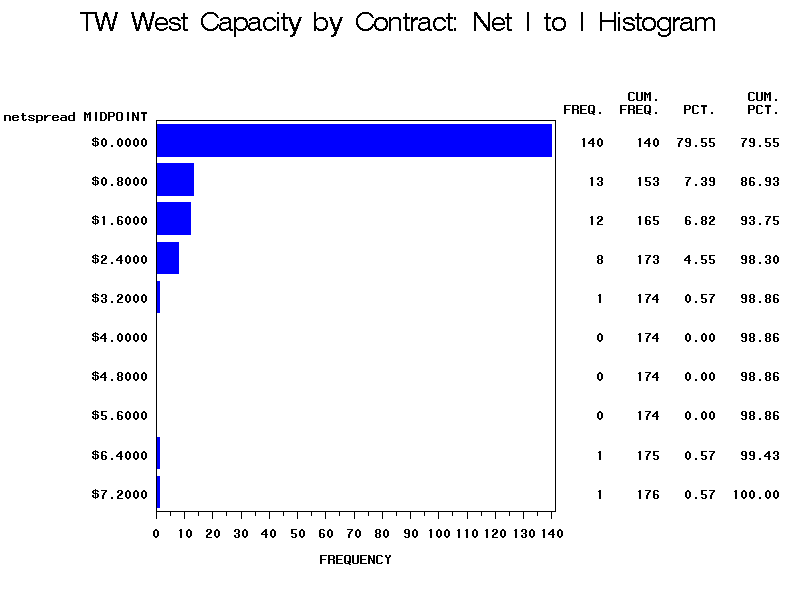 TW West Capacity by Contract: Net I to I Histogram
netspread MIDPOINT FREQ. CUM. FREQ. PCT. CUM. PCT.
$0.0000 140 140 79.55 79.55
$0.8000 13 153 7.39 86.93
$1.6000 12 165 6.82 93.75
$2.4000 8 173 4.55 98.30
$3.2000 1 174 0.57 98.86
$4.0000 0 174 0.00 98.86
$4.8000 0 174 0.00 98.86
$5.6000 0 174 0.00 98.86
$6.4000 1 175 0.57 99.43
$7.2000 1 176 0.57 100.00
0 10 20 30 40 50 60 70 80 90 100 110 120 130 140
FREQUENCY